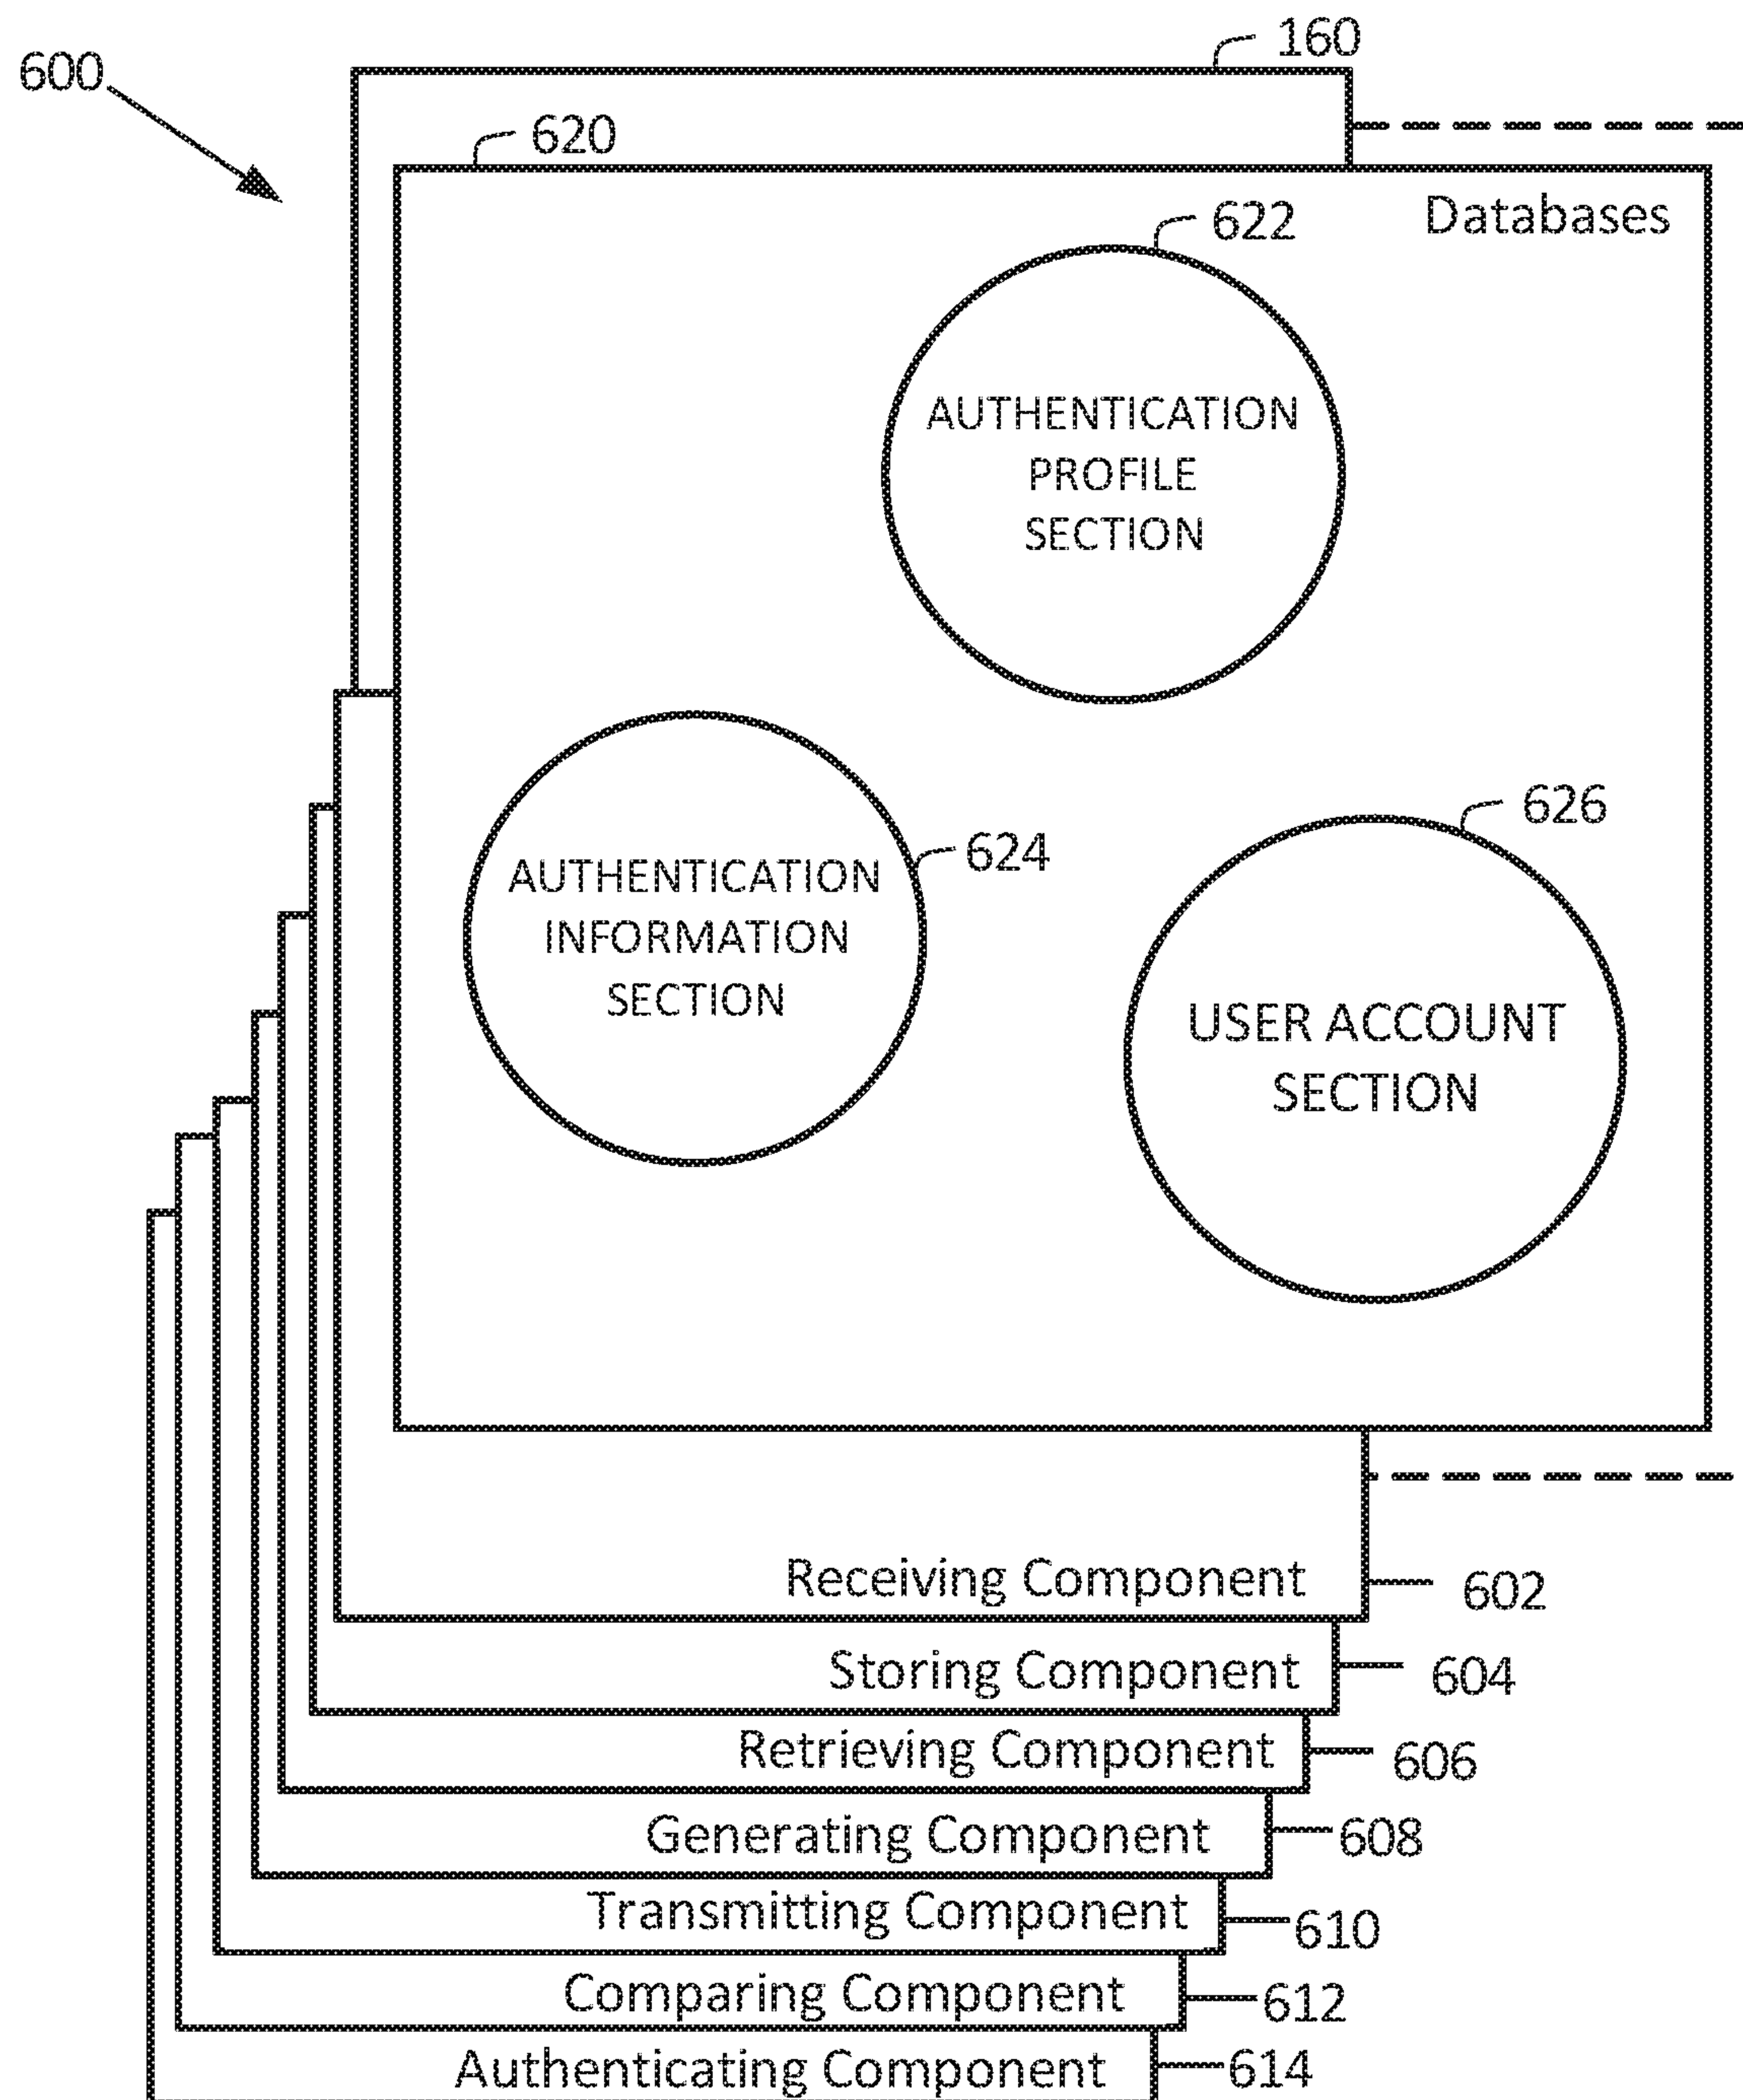 600
160
620
Databases
622
AUTHENTICATION
PROFILE
SECTION
626
624
AUTHENTICATION
INFORMATION
SECTION
USER ACCOUNT
SECTION
Receiving Component
602
Storing Component
604
Retrieving Component
606
Generating Component
608
Transmitting Component
610
Comparing Component
612
Authenticating Component
614